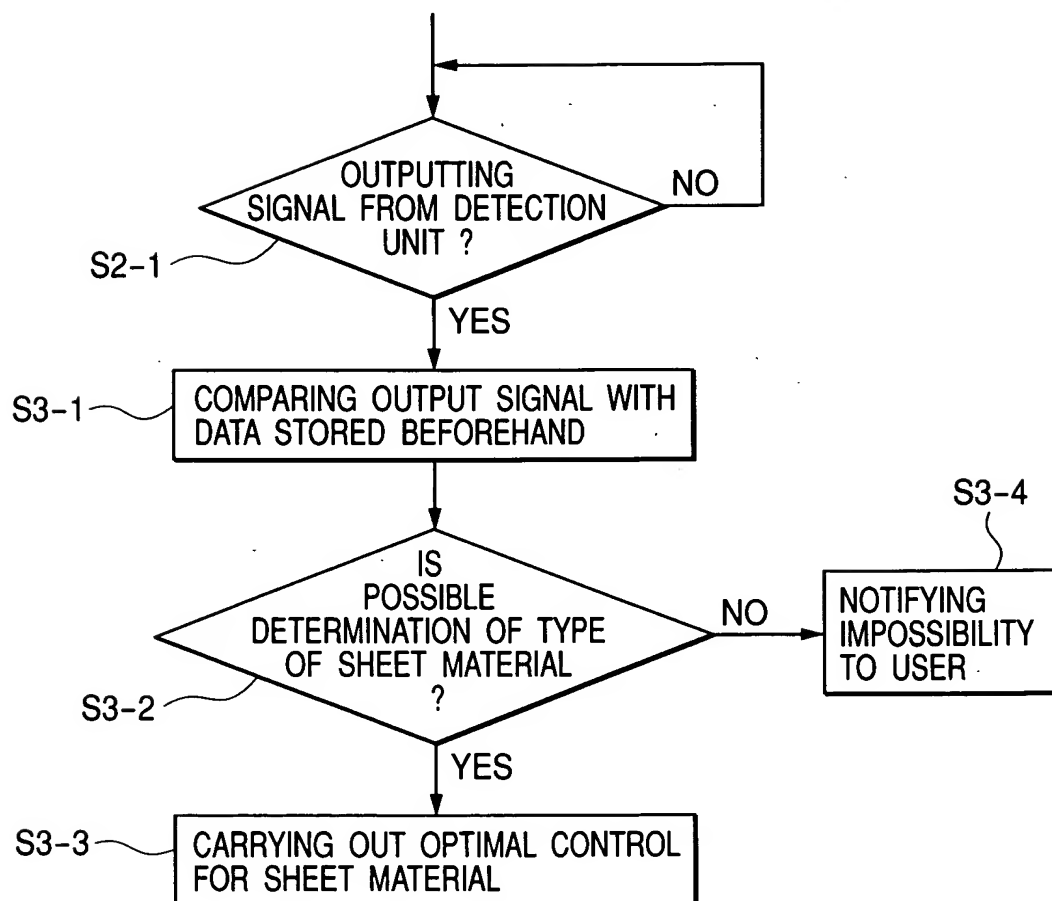 OUTPUTTING
SIGNAL FROM DETECTION
UNIT ?
NO
S2-1
YES
S3-1
COMPARING OUTPUT SIGNAL WITH
DATA STORED BEFOREHAND
IS
POSSIBLE
DETERMINATION OF TYPE
OF SHEET MATERIAL
?
NO
S3-4
NOTIFYING
IMPOSSIBILITY
TO USER
S3-2
YES
S3-3
CARRYING OUT OPTIMAL CONTROL
FOR SHEET MATERIAL